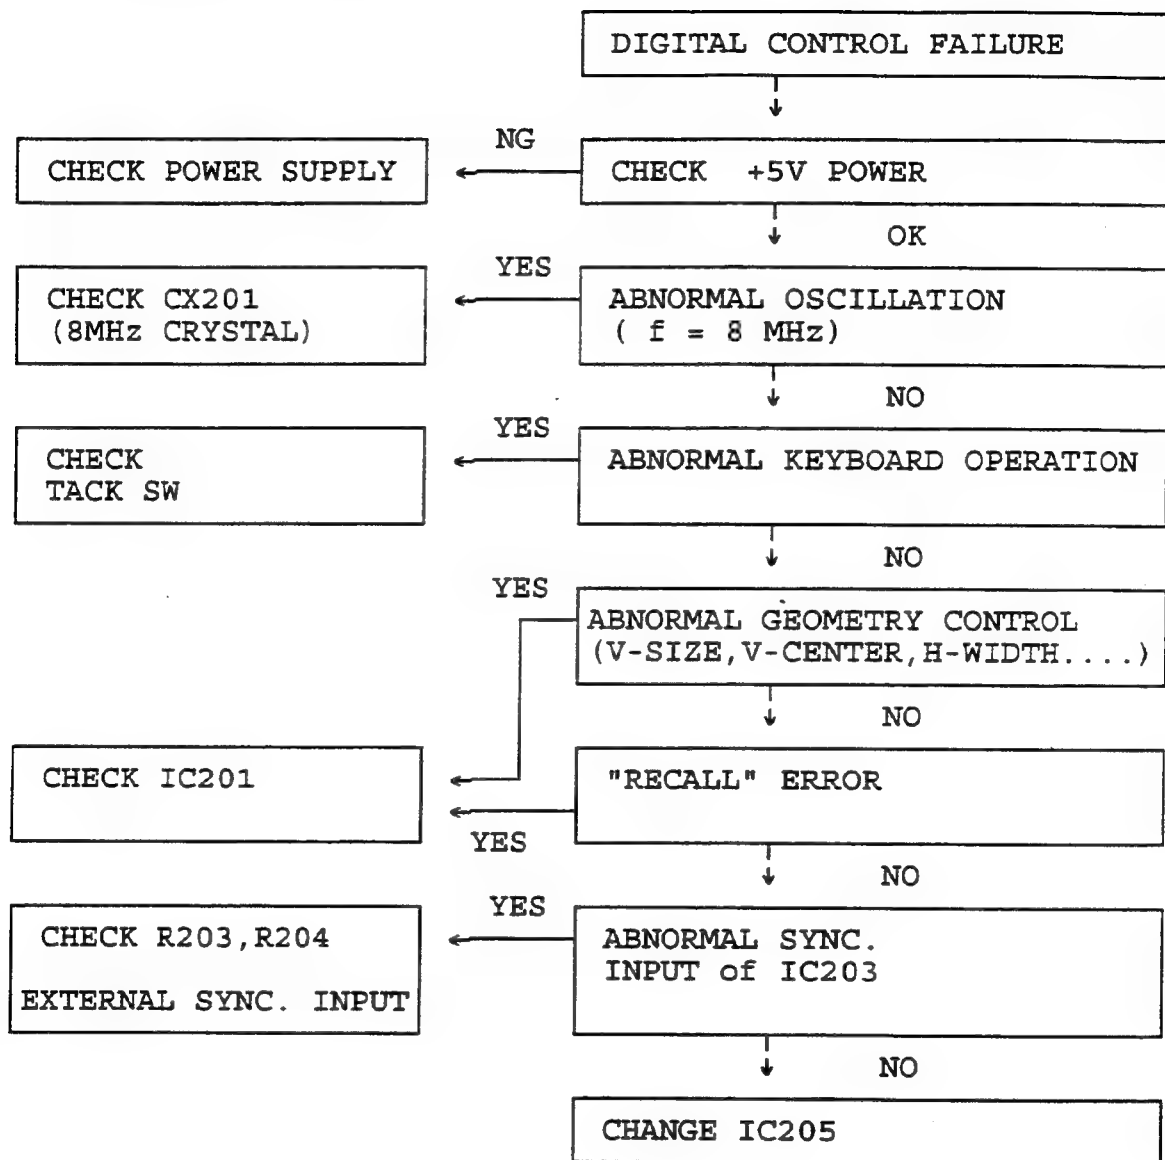 DIGITAL CONTROL FAILURE
NG
CHECK POWER SUPPLY
CHECK +5V POWER
OK
YES
CHECK CX201
(8MHz CRYSTAL)
ABNORMAL OSCILLATION
( f = 8 MHz)
NO
YES
CHECK
TACK SW
ABNORMAL KEYBOARD OPERATION
NO
YES
ABNORMAL GEOMETRY CONTROL
(V-SIZE,V-CENTER,H-WIDTH....)
NO
CHECK IC201
"RECALL" ERROR
YES
NO
YES
CHECK R203,R204
EXTERNAL SYNC. INPUT
ABNORMAL SYNC.
INPUT of IC203
NO
CHANGE IC205